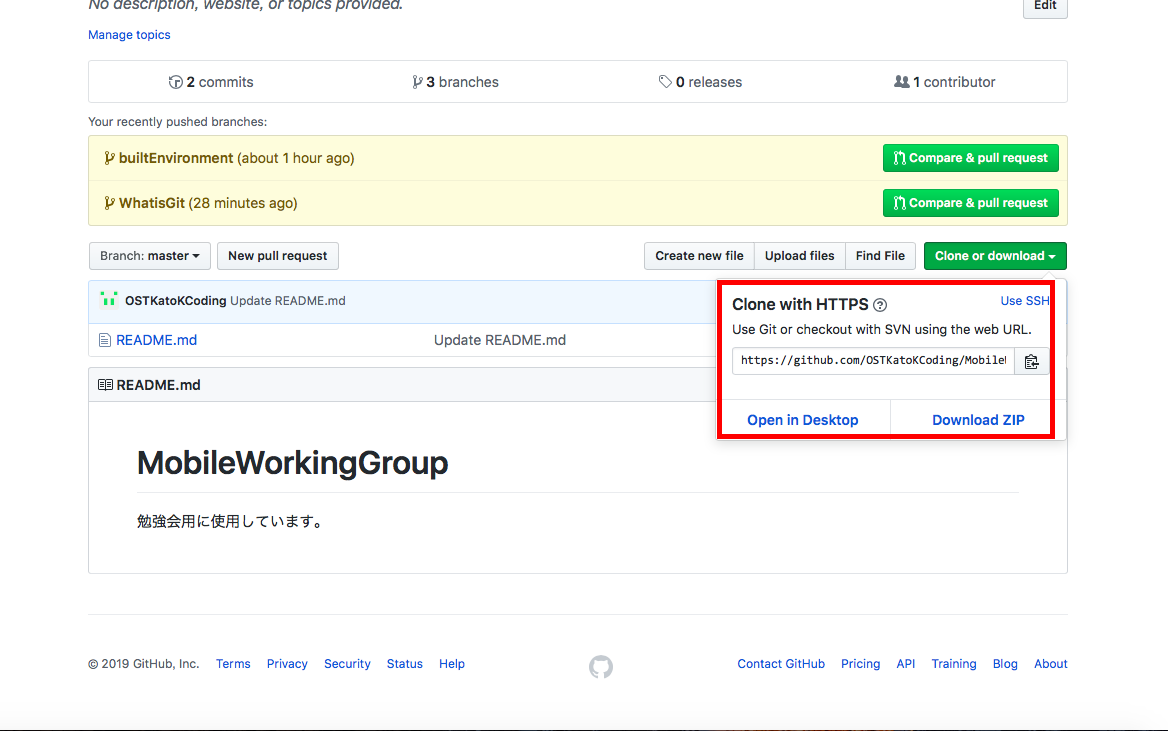 No description, website, or topics provided.
Edit
Manage topics
2 commits
3 branches
0 releases
1 contributor
Your recently pushed branches:
builtEnvironment (about 1 hour ago)
Compare & pull request
WhatisGit (28 minutes ago)
Compare & pull request
Branch: master
New pull request
Create new file
Upload files
Find File
Clone or download
OSTKatoKCoding Update README.md
Clone with HTTPS
Use SSH
Use Git or checkout with SVN using the web URL.
README.md
Update README.md
https://github.com/OSTKatoKCoding/Mobile
README.md
Open in Desktop
Download ZIP
MobileWorkingGroup
勉強会用に使用しています。
© 2019 GitHub, Inc.
Terms
Privacy
Security
Status
Help
Contact GitHub
Pricing
API
Training
Blog
About